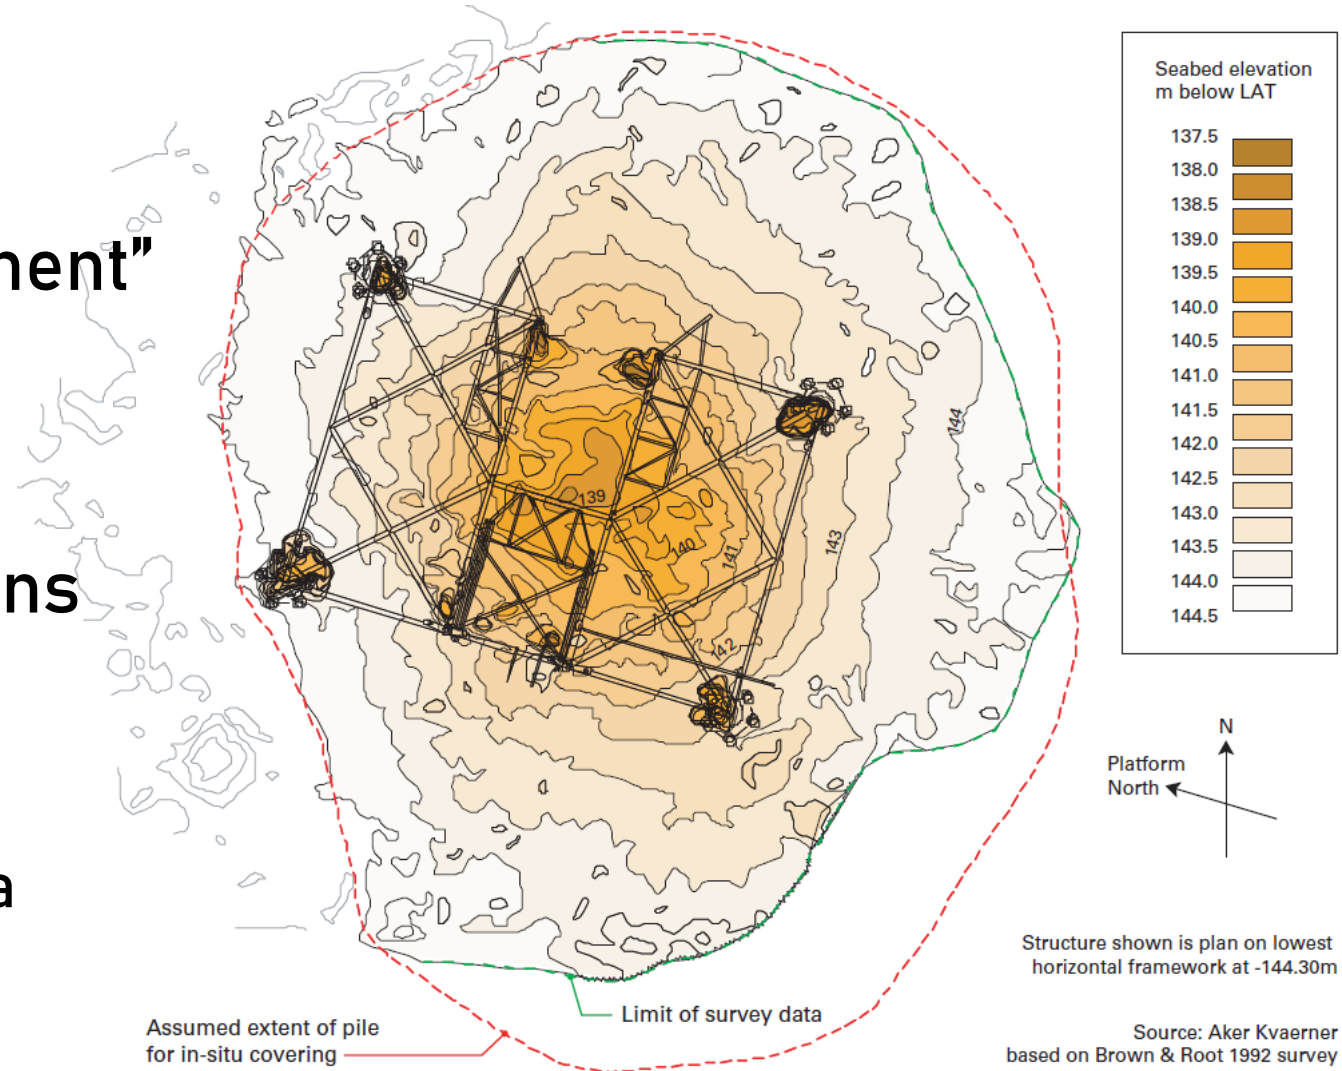 nent”
ns
a
Seabed elevation
m below LAT
137.5
138.0
138.5
139.0
139.5
140.0
140.5
141.0
141.5
142.0
142.5
143.0
143.5
144.0
144.5
139
140
141
142
143
144
N
Platform
North
Structure shown is plan on lowest
horizontal framework at -144.30m
Limit of survey data
Assumed extent of pile
for in-situ covering
Source: Aker Kvaerner
based on Brown & Root 1992 survey